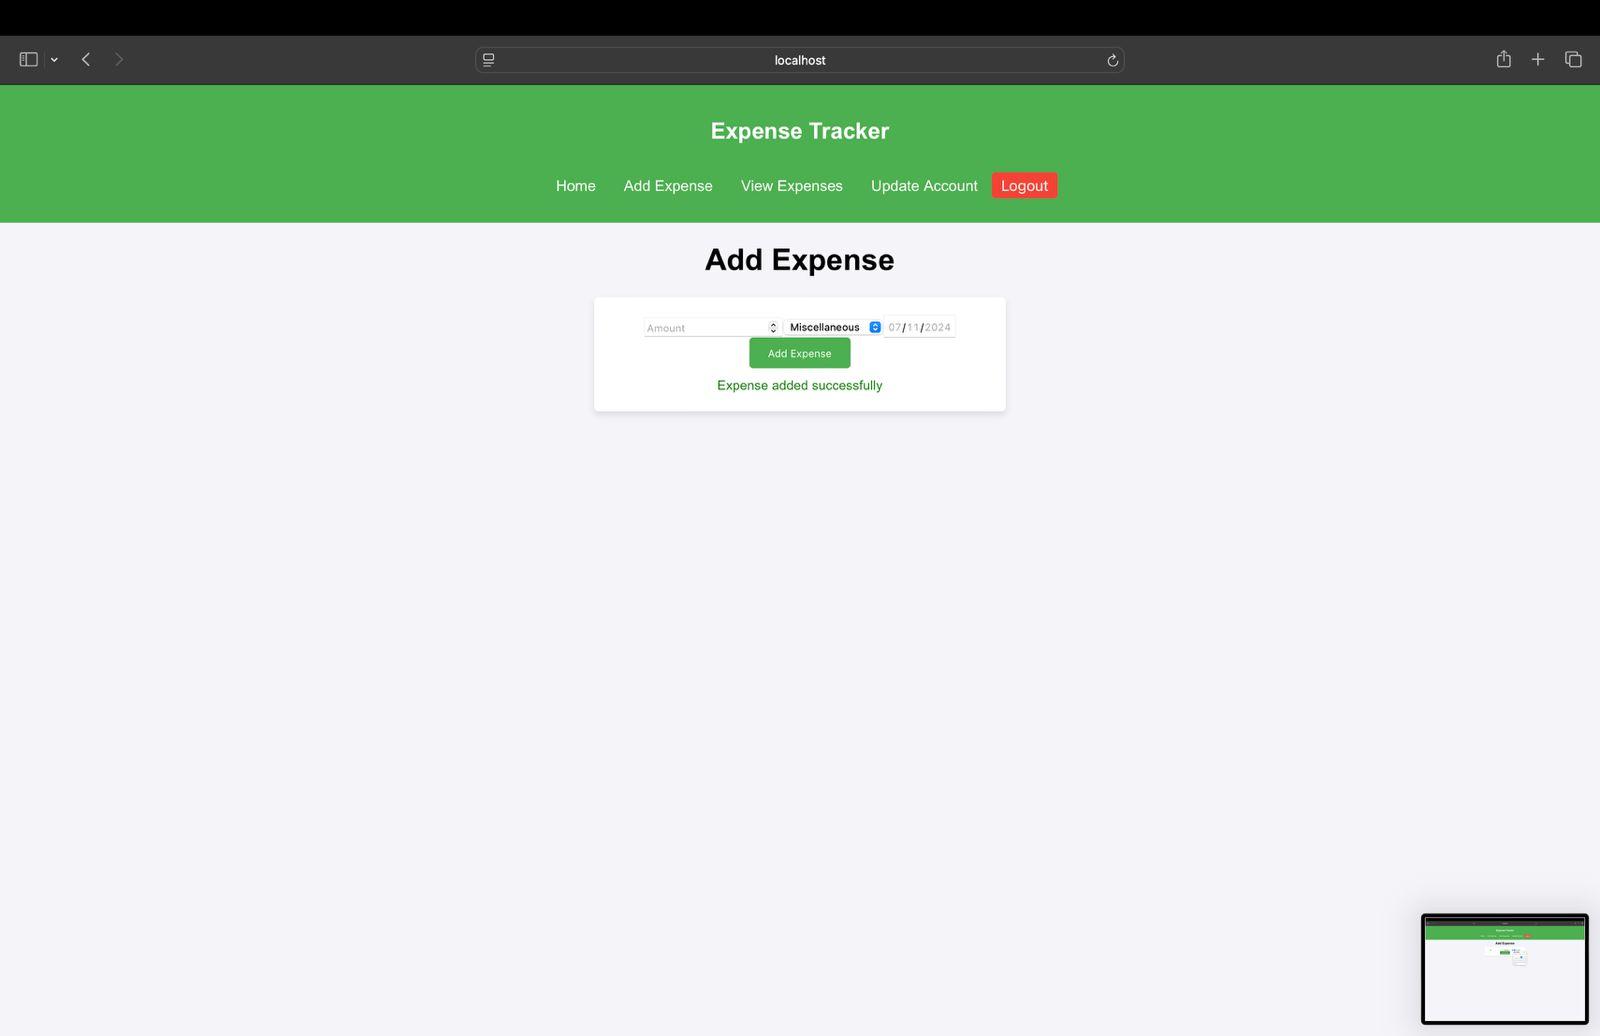 localhost
Expense Tracker
Home Add Expense View Expenses Update Account Logout
Add Expense
Amount Miscellaneous 07/11/2024
Add Expense
Expense added successfully